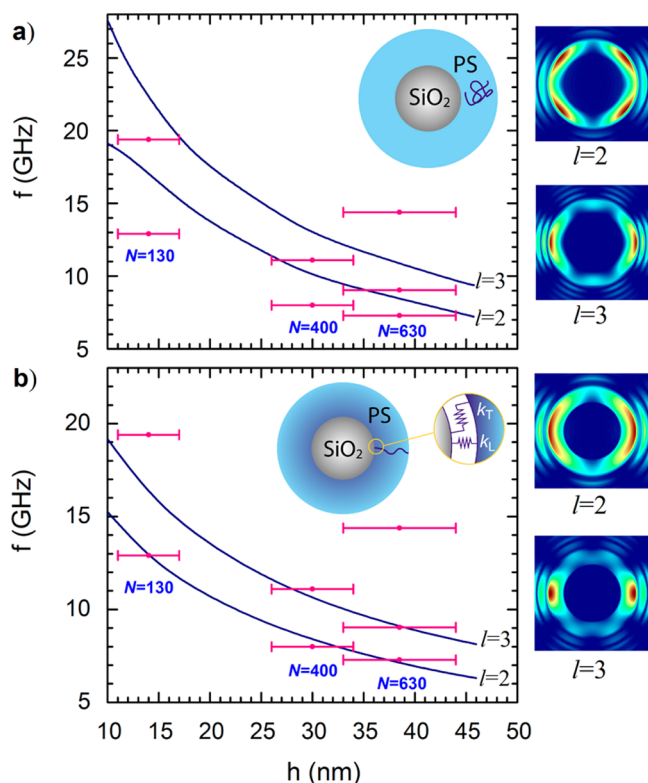 a)
f (GHz)
25
20
15
10
5
PS
SiO₂
N=130
N=400
N=630
l=3
l=2
l=2
l=3
b)
f (GHz)
20
15
10
5
PS
SiO₂
kT
kL
N=130
N=400
N=630
l=3
l=2
10 15 20 25 30 35 40 45 50
h (nm)
l=2
l=3